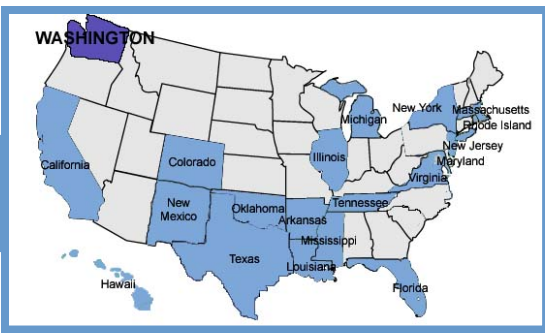 WASHINGTON
New York
Massachusetts
Michigan
Rhode Island
New Jersey
Illinois
Maryland
California
Colorado
Virginia
Tennessee
New
Mexico
Oklahoma
Arkansas
Mississippi
Texas
Louisiana
Hawaii
Florida